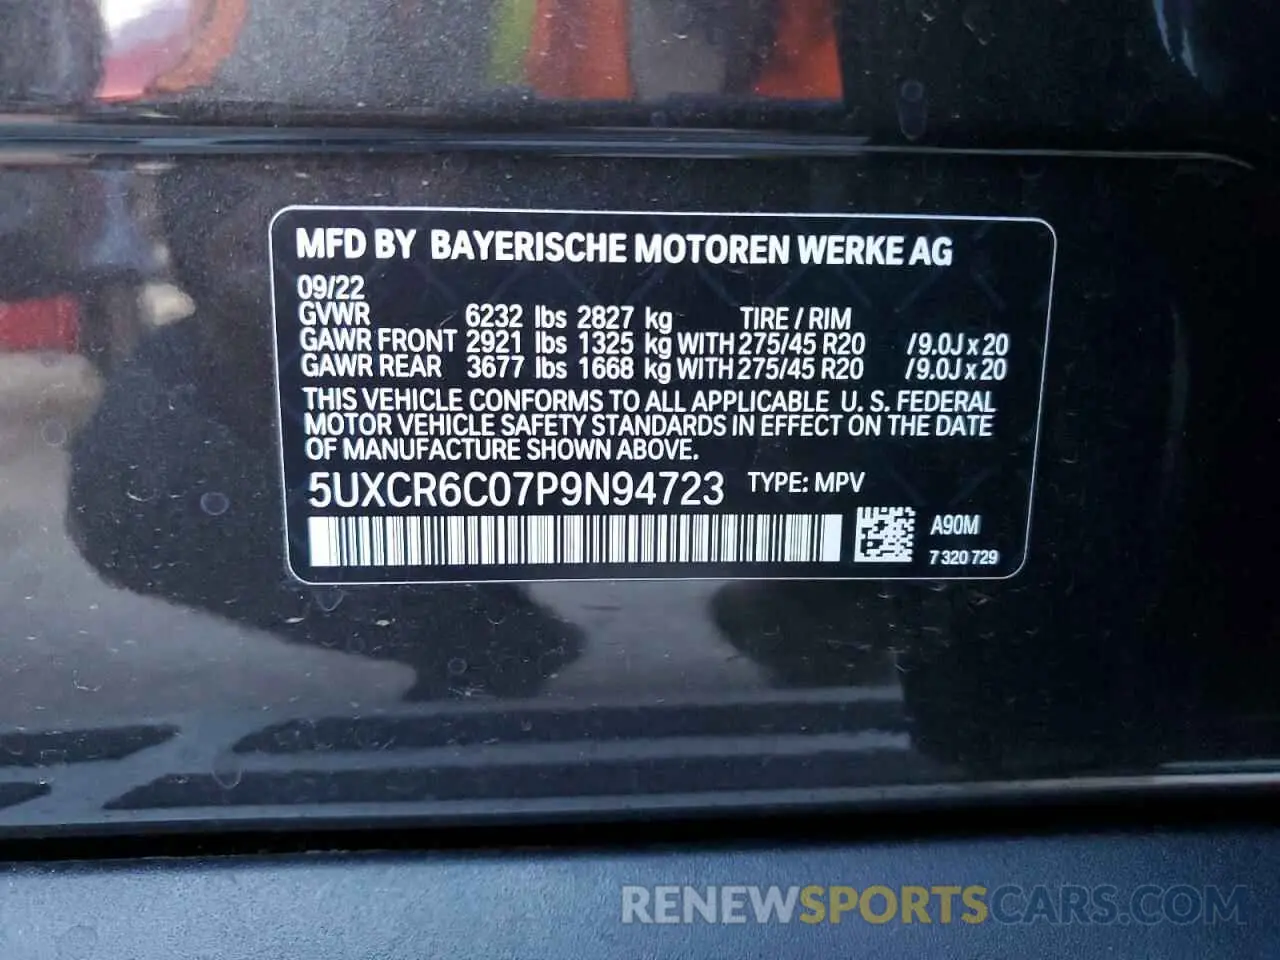 MFD BY BAYERISCHE MOTOREN WERKE AG
09/22
GVWR 6232 lbs 2827 kg TIRE / RIM
GAWR FRONT 2921 lbs 1325 kg WITH 275/45 R20 /9.0J x 20
GAWR REAR 3677 lbs 1668 kg WITH 275/45 R20 /9.0J x 20
THIS VEHICLE CONFORMS TO ALL APPLICABLE U. S. FEDERAL
MOTOR VEHICLE SAFETY STANDARDS IN EFFECT ON THE DATE
OF MANUFACTURE SHOWN ABOVE.
5UXCR6C07P9N94723 TYPE: MPV
A90M
7 320 729
RENEWSPORTSCARS.COM